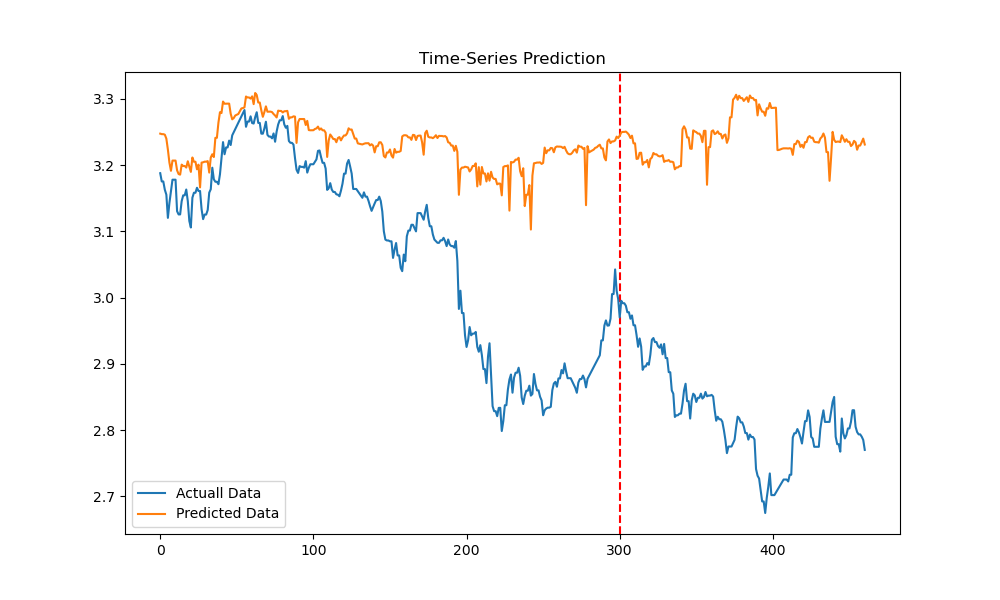 Time-Series Prediction
3.3
3.2
3.1
3.0
2.9
2.8
2.7
Actuall Data
Predicted Data
0 100 200 300 400